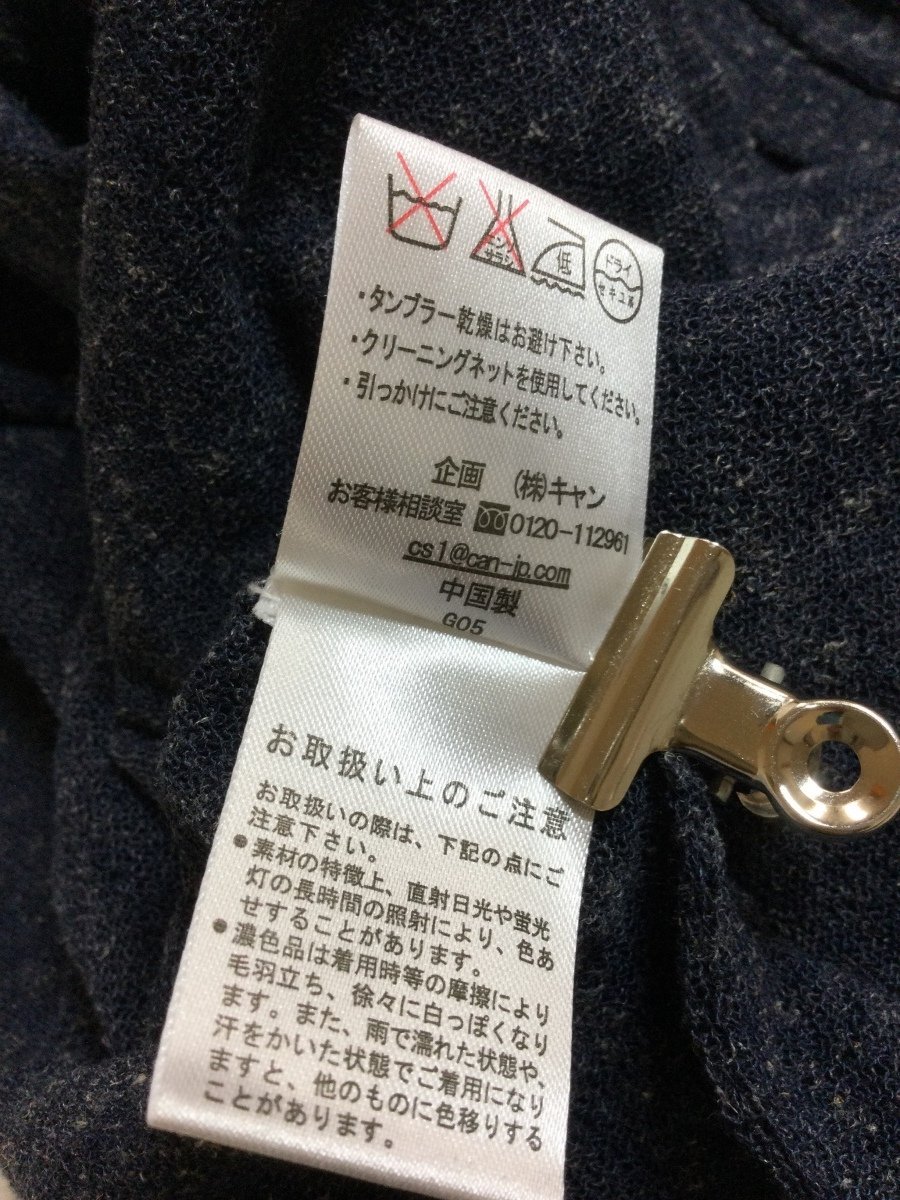 エンソ
サラシ
低
ドライ
セキユ系
・タンブラー乾燥はお避け下さい。
・クリーニングネットを使用してください。
・引っかけにご注意ください。
企画 (株)キャン
お客様相談室 0120-112961
cs1@can-jp.com
中国製
G05
お取扱い上のご注意
お取扱いの際は、下記の点にご
注意下さい。
●素材の特徴上、直射日光や蛍光
灯の長時間の照射により、色あ
せすることがあります。
●濃色品は着用時等の摩擦により
毛羽立ち、徐々に白っぽくなり
ます。また、雨で濡れた状態や、
汗をかいた状態でご着用になり
ますと、他のものに色移りする
ことがあります。